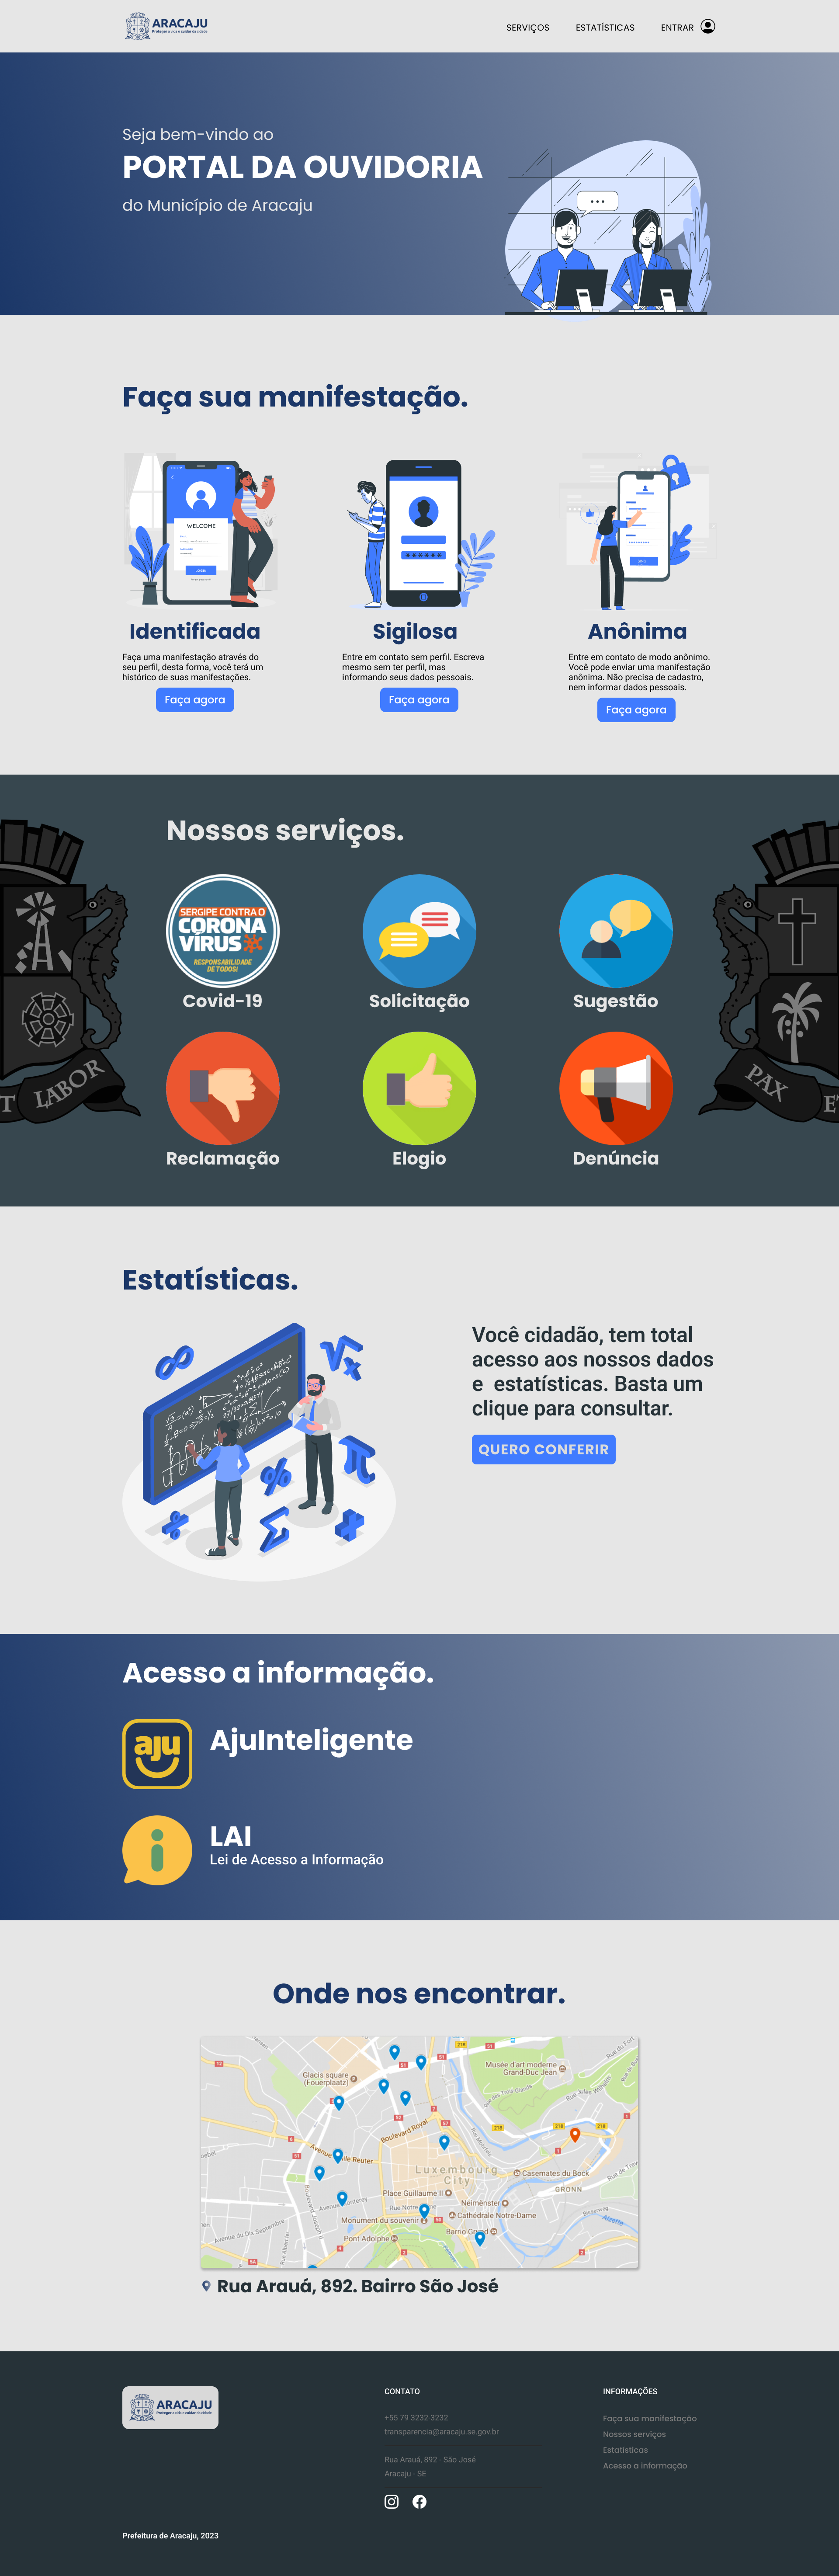 ARACAJU
Proteger a vida e cuidar da cidade
SERVIÇOS
ESTATÍSTICAS
ENTRAR
Seja bem-vindo ao
PORTAL DA OUVIDORIA
do Município de Aracaju
Faça sua manifestação.
WELCOME
LOGIN
Identificada
Faça uma manifestação através do
seu perfil, desta forma, você terá um
histórico de suas manifestações.
Faça agora
Sigilosa
Entre em contato sem perfil. Escreva
mesmo sem ter perfil, mas
informando seus dados pessoais.
Faça agora
Anônima
Entre em contato de modo anônimo.
Você pode enviar uma manifestação
anônima. Não precisa de cadastro,
nem informar dados pessoais.
Faça agora
Nossos serviços.
LABOR
PAX
SERGIPE CONTRA O
CORONA
VÍRUS
RESPONSABILIDADE
DE TODOS!
Covid-19
Solicitação
Sugestão
Reclamação
Elogio
Denúncia
Estatísticas.
Você cidadão, tem total
acesso aos nossos dados
e estatísticas. Basta um
clique para consultar.
QUERO CONFERIR
Acesso a informação.
aju
AjuInteligente
LAI
Lei de Acesso a Informação
Onde nos encontrar.
Musée d'art moderne
Grand-Duc Jean
Glacis square
(Fouerplaatz)
Boulevard Royal
Luxembourg
City
Casemates du Bock
GRONN
Place Guillaume II
Neimënster
Monument du souvenir
Cathédrale Notre-Dame
Pont Adolphe
Alzette
Avenue du Dix Septembre
Rua Arauá, 892. Bairro São José
ARACAJU
Proteger a vida e cuidar da cidade
CONTATO
+55 79 3232-3232
transparencia@aracaju.se.gov.br
Rua Arauá, 892 - São José
Aracaju - SE
INFORMAÇÕES
Faça sua manifestação
Nossos serviços
Estatísticas
Acesso a informação
Prefeitura de Aracaju, 2023